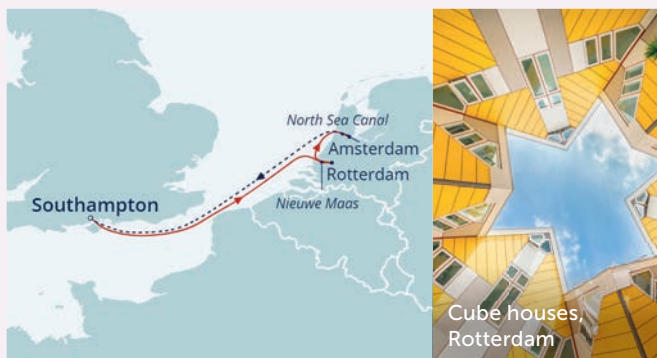 North Sea Canal
Amsterdam
Rotterdam
Southampton
Nieuwe Maas
Cube houses,
Rotterdam